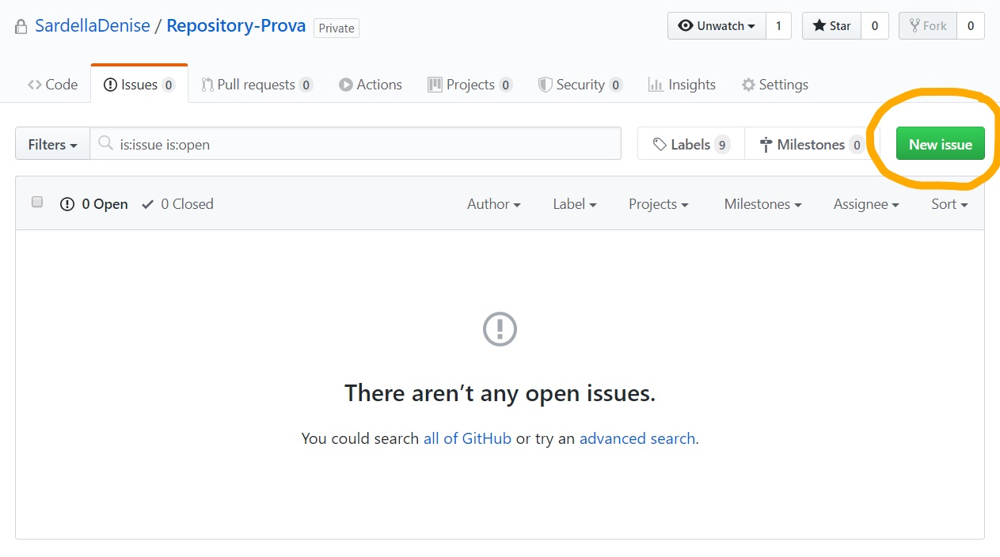 SardellaDenise / Repository-Prova Private Unwatch 1 Star 0 Fork 0
Code Issues 0 Pull requests 0 Actions Projects 0 Security 0 Insights Settings
Filters is:issue is:open Labels 9 Milestones 0 New issue
0 Open 0 Closed Author Label Projects Milestones Assignee Sort
There aren’t any open issues.
You could search all of GitHub or try an advanced search.